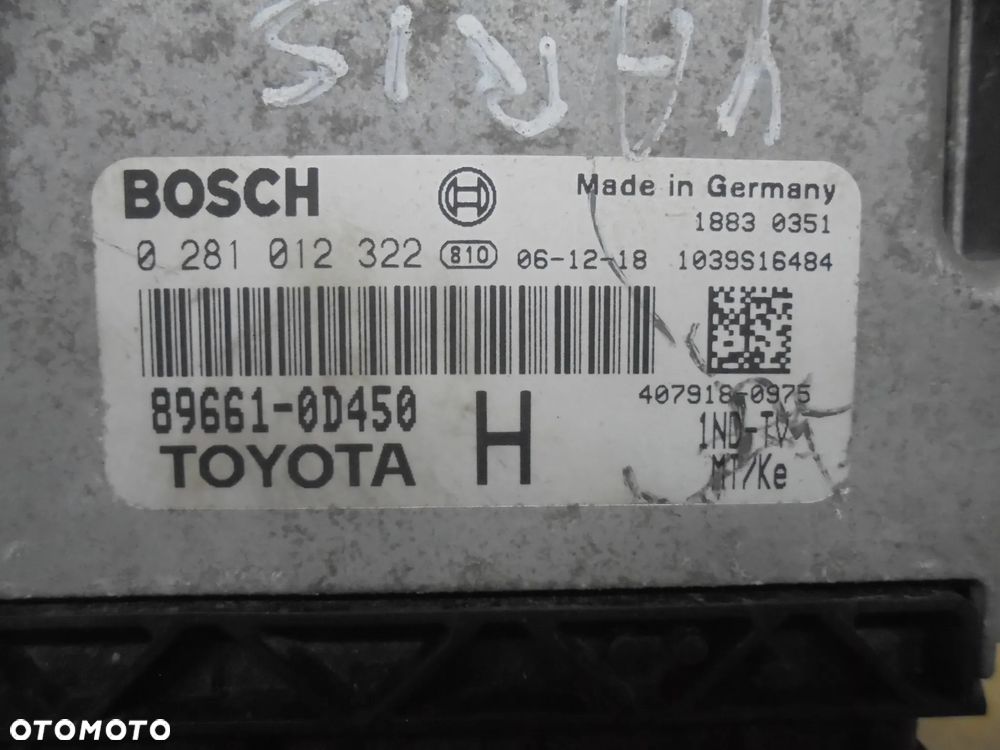 YARIS
BOSCH
Made in Germany
1883 0351
0 281 012 322 810 06-12-18 1039S16484
407918-0975
89661-0D450
H
1ND-TV
TOYOTA
MT/Ke
OTOMOTO